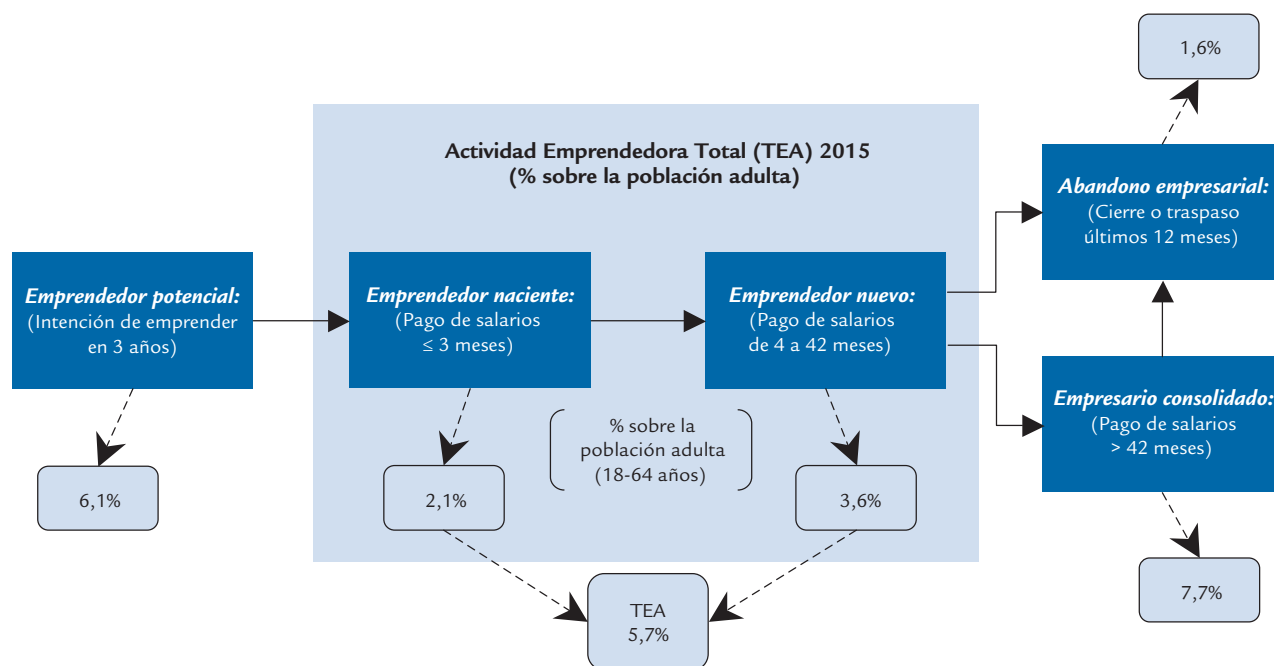 1,6%
Actividad Emprendedora Total (TEA) 2015
(% sobre la población adulta)
Abandono empresarial:
(Cierre o traspaso
últimos 12 meses)
Emprendedor potencial:
(Intención de emprender
en 3 años)
Emprendedor naciente:
(Pago de salarios
≤ 3 meses)
Emprendedor nuevo:
(Pago de salarios
de 4 a 42 meses)
Empresario consolidado:
(Pago de salarios
> 42 meses)
% sobre la
población adulta
(18-64 años)
6,1%
2,1%
3,6%
7,7%
TEA
5,7%